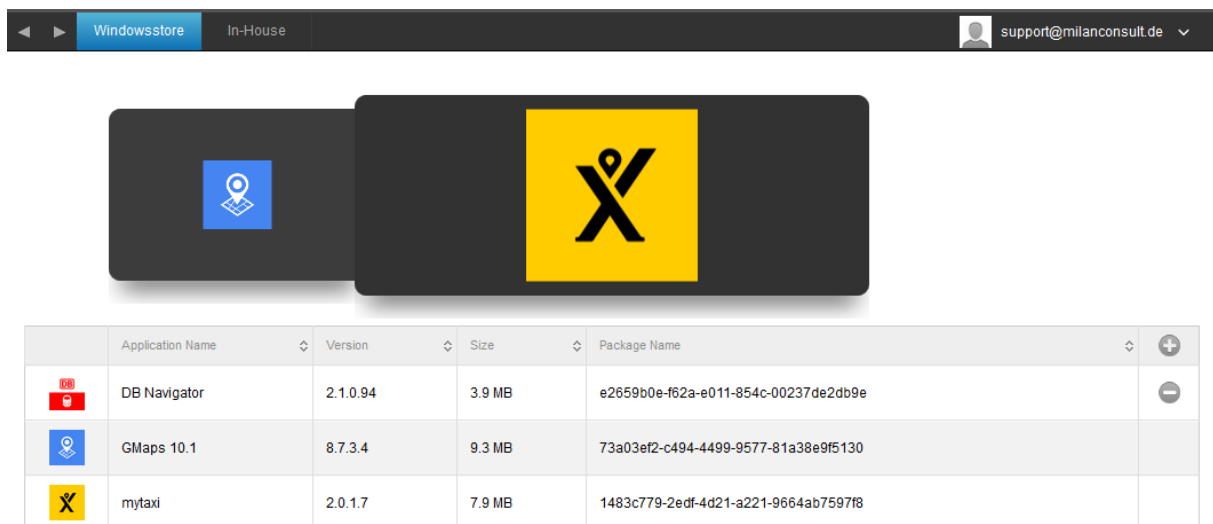 Windowsstore In-House support@milanconsult.de
Application Name Version Size Package Name
DB
DB Navigator 2.1.0.94 3.9 MB e2659b0e-f62a-e011-854c-00237de2db9e
GMaps 10.1 8.7.3.4 9.3 MB 73a03ef2-c494-4499-9577-81a38e9f5130
mytaxi 2.0.1.7 7.9 MB 1483c779-2edf-4d21-a221-9664ab7597f8